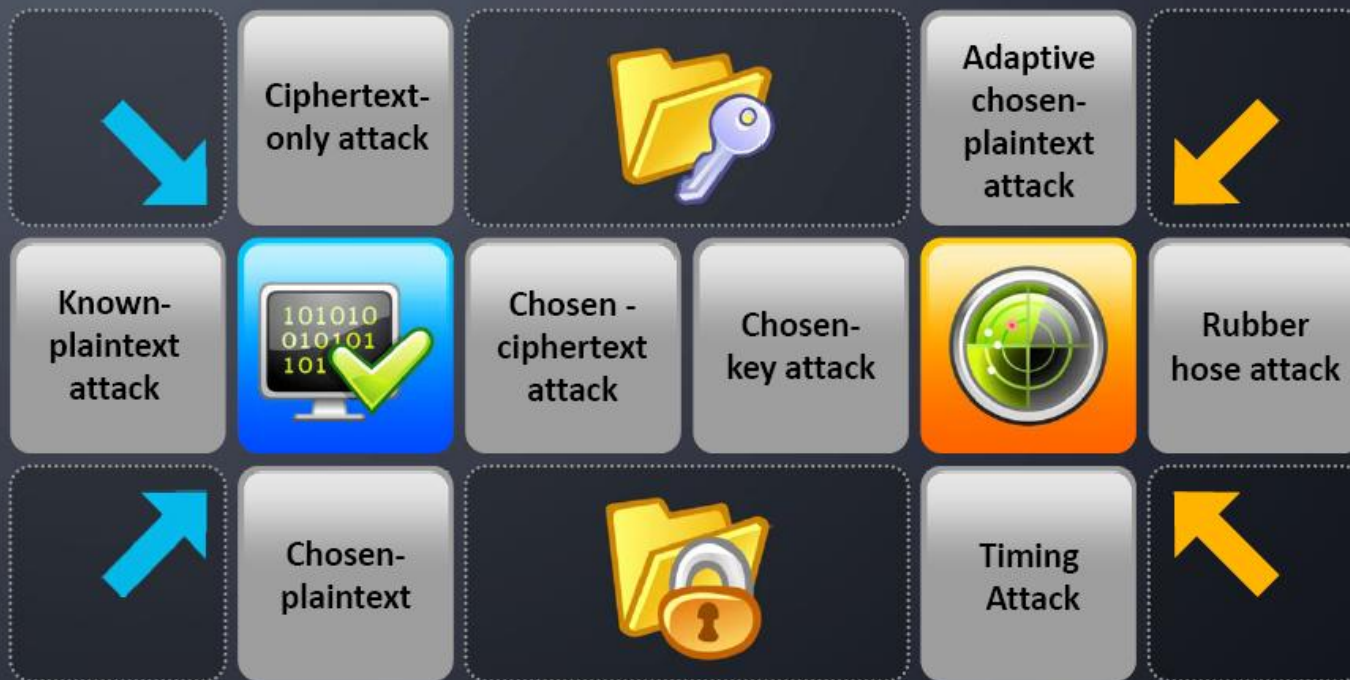 Ciphertext-
only attack
Adaptive
chosen-
plaintext
attack
Known-
plaintext
attack
101010
010101
101
Chosen -
ciphertext
attack
Chosen-
key attack
Rubber
hose attack
Chosen-
plaintext
Timing
Attack